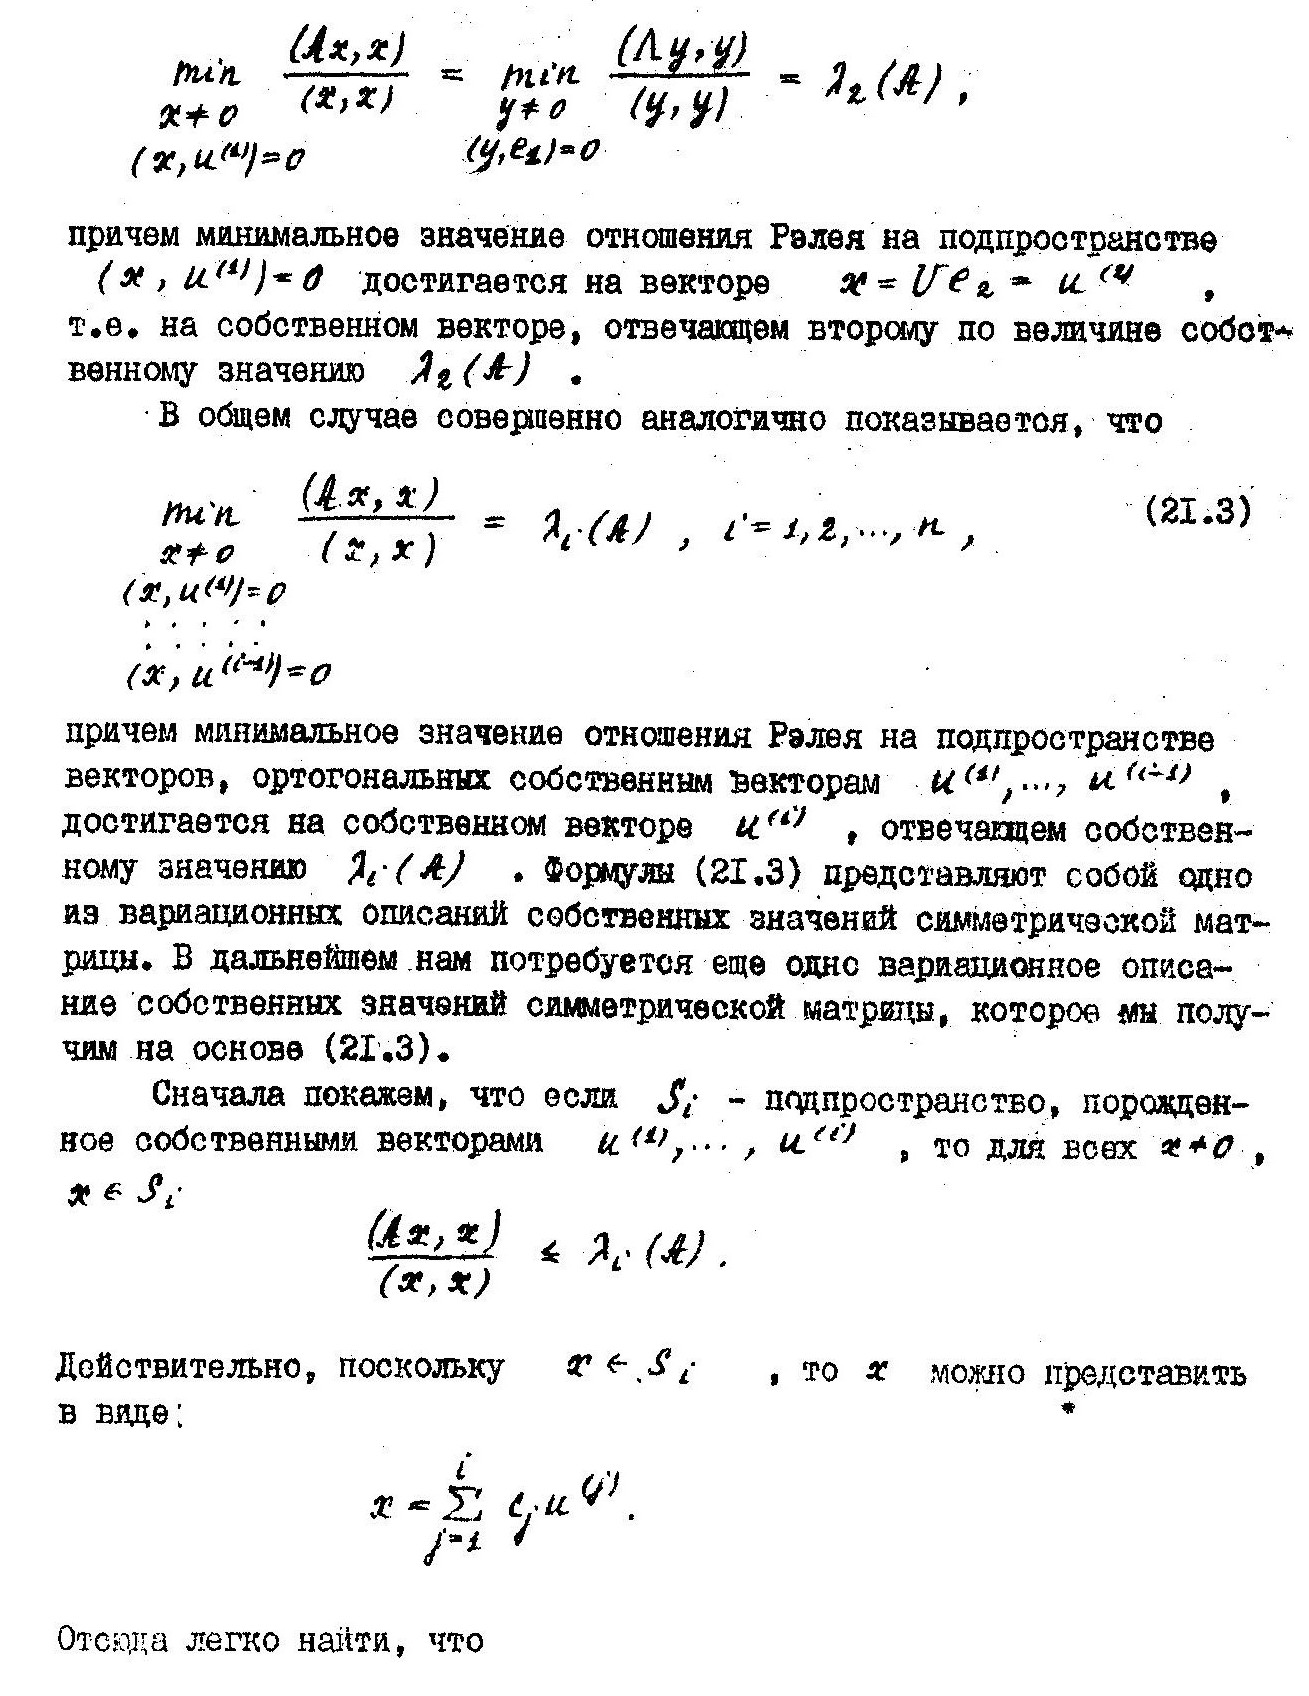 min (Ax,x)/(x,x) = min (Λy,y)/(y,y) = λ₂(A),
x≠0 y≠0
(x,u⁽¹⁾)=0 (y,e₁)=0
причем минимальное значение отношения Рэлея на подпространстве
(x, u⁽¹⁾)=0 достигается на векторе x = Ue₂ = u⁽²⁾ ,
т.е. на собственном векторе, отвечающем второму по величине собст-
венному значению λ₂(A) .
В общем случае совершенно аналогично показывается, что
min (Ax,x)/(x,x) = λᵢ(A) , i = 1,2,...,n , (2I.3)
x≠0
(x,u⁽¹⁾)=0
. . . . .
. . . . .
(x,u⁽ⁱ⁻¹⁾)=0
причем минимальное значение отношения Рэлея на подпространстве
векторов, ортогональных собственным векторам u⁽¹⁾,..., u⁽ⁱ⁻¹⁾ ,
достигается на собственном векторе u⁽ⁱ⁾ , отвечающем собствен-
ному значению λᵢ(A) . Формулы (2I.3) представляют собой одно
из вариационных описаний собственных значений симметрической мат-
рицы. В дальнейшем нам потребуется еще одно вариационное описа-
ние собственных значений симметрической матрицы, которое мы полу-
чим на основе (2I.3).
Сначала покажем, что если Sᵢ - подпространство, порожден-
ное собственными векторами u⁽¹⁾,..., u⁽ⁱ⁾ , то для всех x≠0 ,
x ∈ Sᵢ
(Ax,x)/(x,x) ≤ λᵢ(A) .
Действительно, поскольку x ∈ Sᵢ , то x можно представить
в виде:
x = ∑ⱼ₌₁ⁱ cⱼu⁽ʲ⁾ .
Отсюда легко найти, что